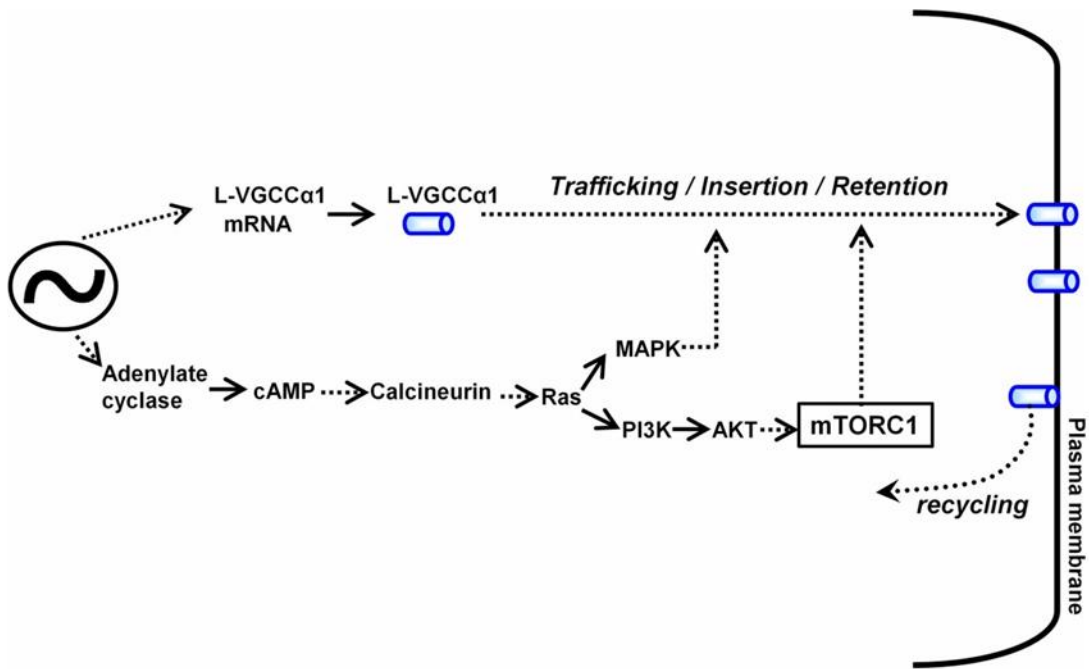 L-VGCCα1
mRNA
L-VGCCα1
Trafficking / Insertion / Retention
Adenylate
cyclase
cAMP
Calcineurin
Ras
MAPK
PI3K
AKT
mTORC1
recycling
Plasma membrane